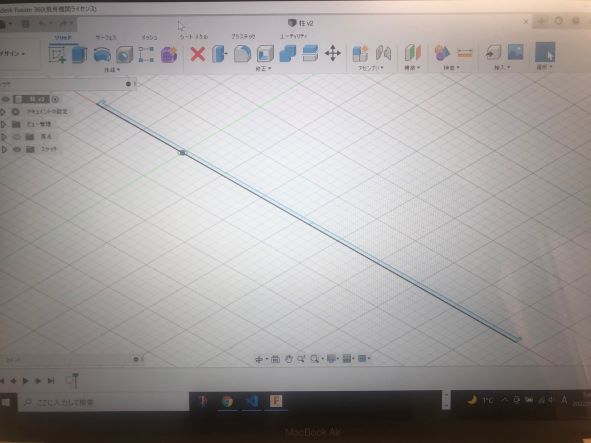 desk Fusion 360(教育機関ライセンス)
柱 v2
ソリッド
サーフェス
メッシュ
シート メタル
プラスチック
ユーティリティ
デザイン
作成
修正
アセンブリ
構築
検査
挿入
選択
柱 v2
ドキュメントの設定
ビュー管理
原点
スケッチ
コメント
ここに入力して検索
1°C
A
MacBook Air